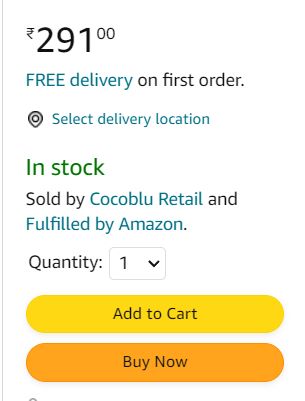 ₹29100
FREE delivery on first order.
Select delivery location
In stock
Sold by Cocoblu Retail and
Fulfilled by Amazon.
Quantity: 1
Add to Cart
Buy Now